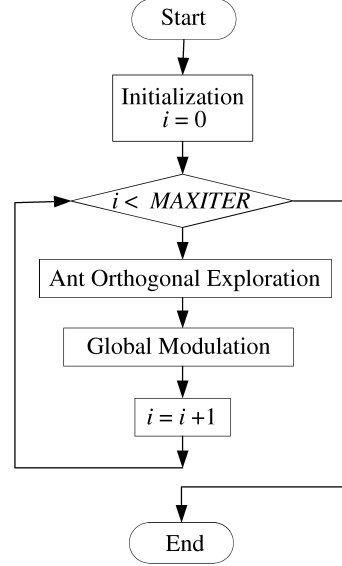 Start
Initialization
i = 0
i < MAXITER
Ant Orthogonal Exploration
Global Modulation
i = i +1
End